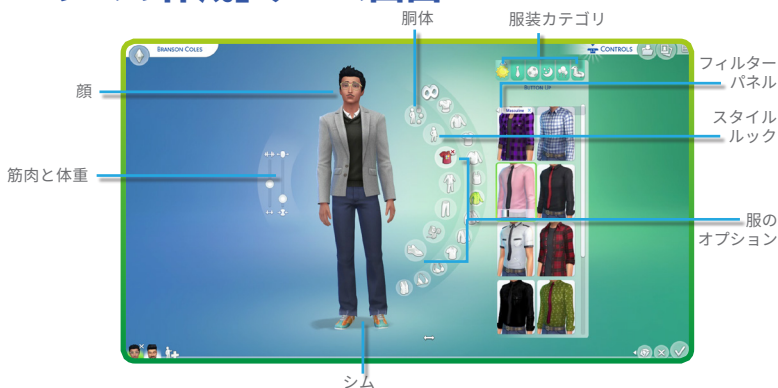 胴体
服装カテゴリ
BRANSON COLES
CONTROLS
フィルター
パネル
顔
BUTTON UP
Masculine
スタイル
ルック
筋肉と体重
服の
オプション
シム